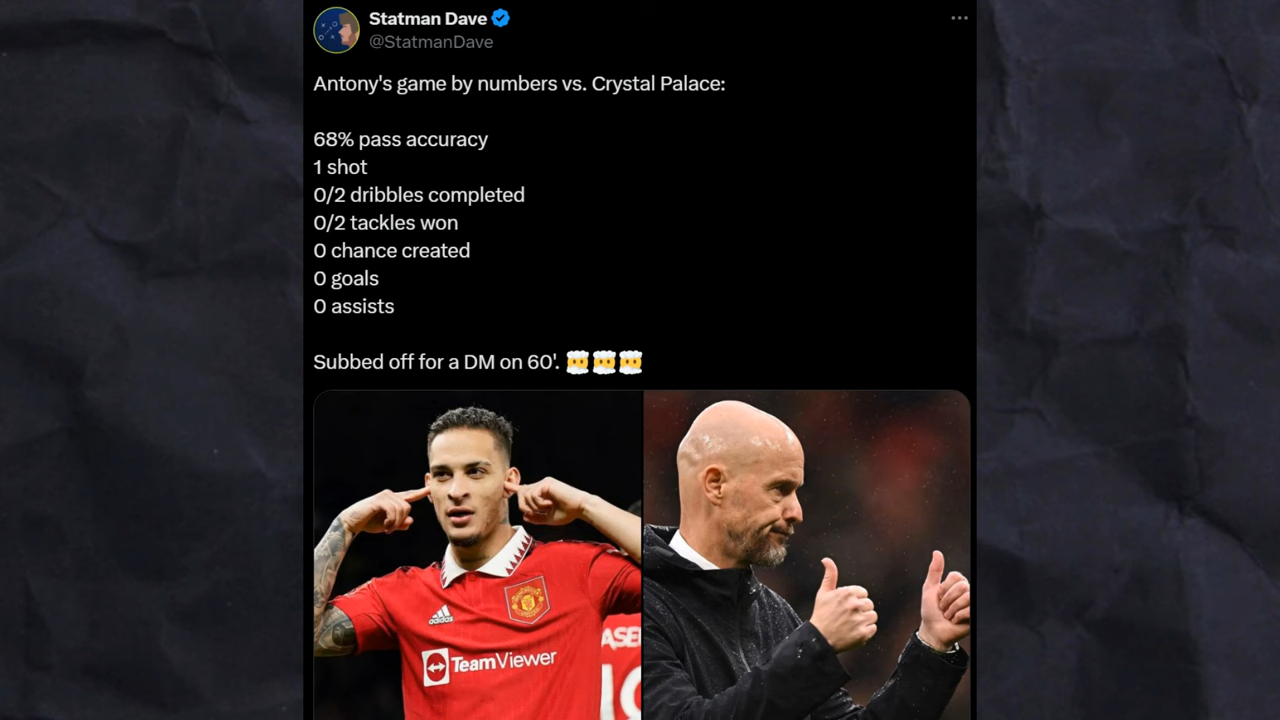 Statman Dave
@StatmanDave
Antony's game by numbers vs. Crystal Palace:
68% pass accuracy
1 shot
0/2 dribbles completed
0/2 tackles won
0 chance created
0 goals
0 assists
Subbed off for a DM on 60'. 😶‍🌫️😶‍🌫️😶‍🌫️
adidas
TeamViewer